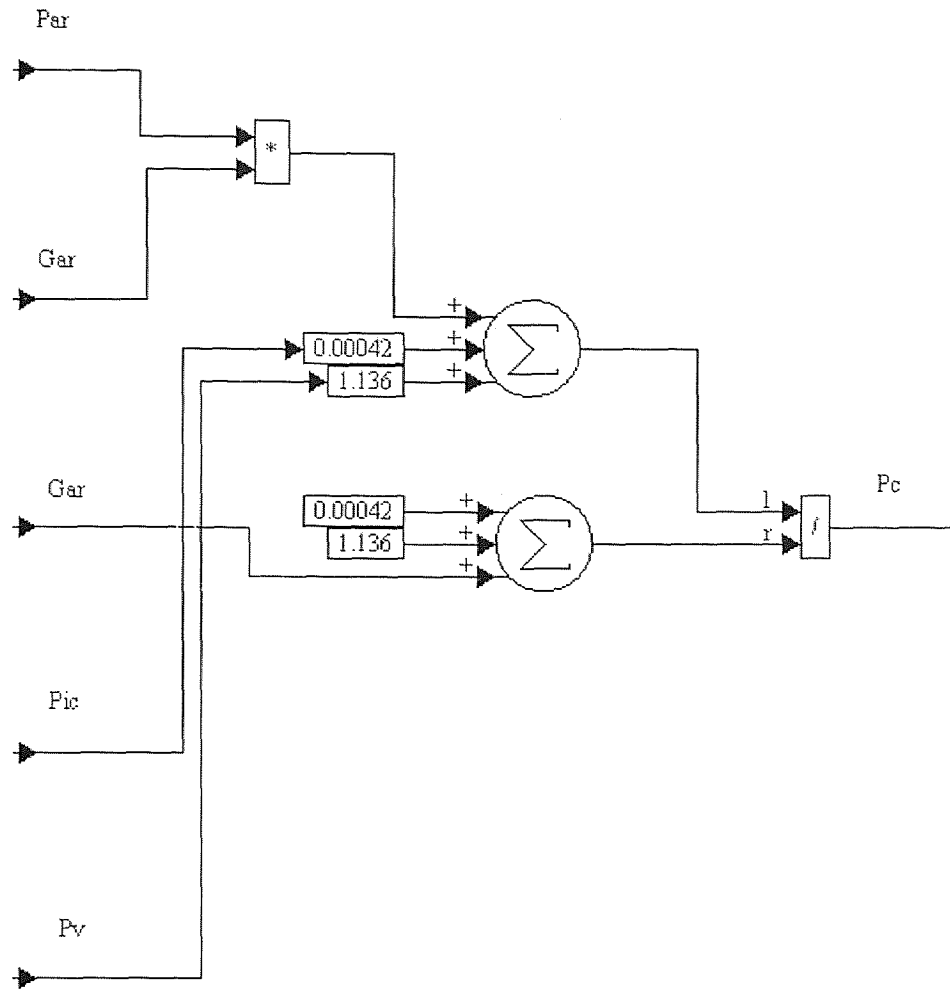 Par
*
Gar
+
0.00042
+
1.136
+
Σ
Gar
0.00042
+
1.136
+
+
Σ
l
r
/
Pc
Pic
Pv